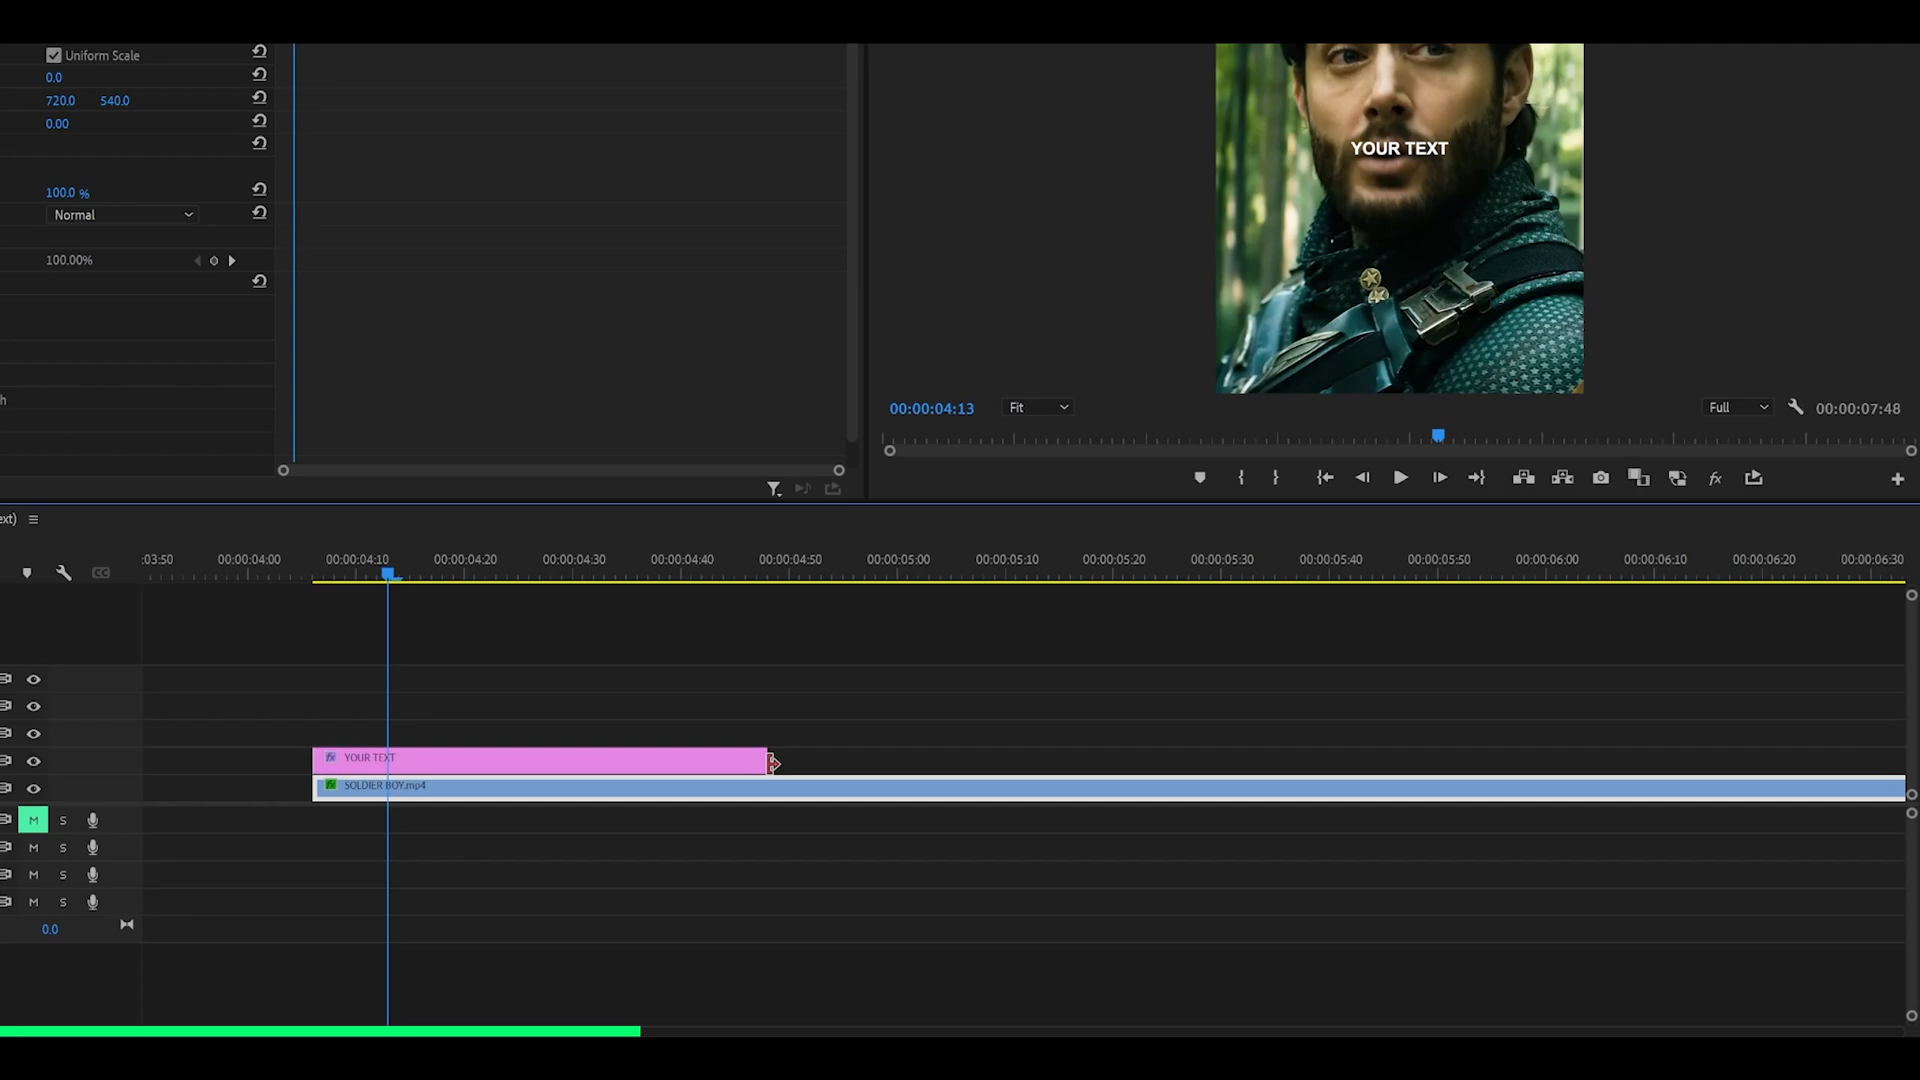 Uniform Scale
0.0
720.0 540.0
0.00
YOUR TEXT
100.0 %
Normal
100.00%
h
00:00:04:13 Fit Full 00:00:07:48
ext)
:03:50 00:00:04:00 00:00:04:10 00:00:04:20 00:00:04:30 00:00:04:40 00:00:04:50 00:00:05:00 00:00:05:10 00:00:05:20 00:00:05:30 00:00:05:40 00:00:05:50 00:00:06:00 00:00:06:10 00:00:06:20 00:00:06:30
CC
fx YOUR TEXT
fx SOLDIER BOY.mp4
M S
M S
M S
M S
0.0